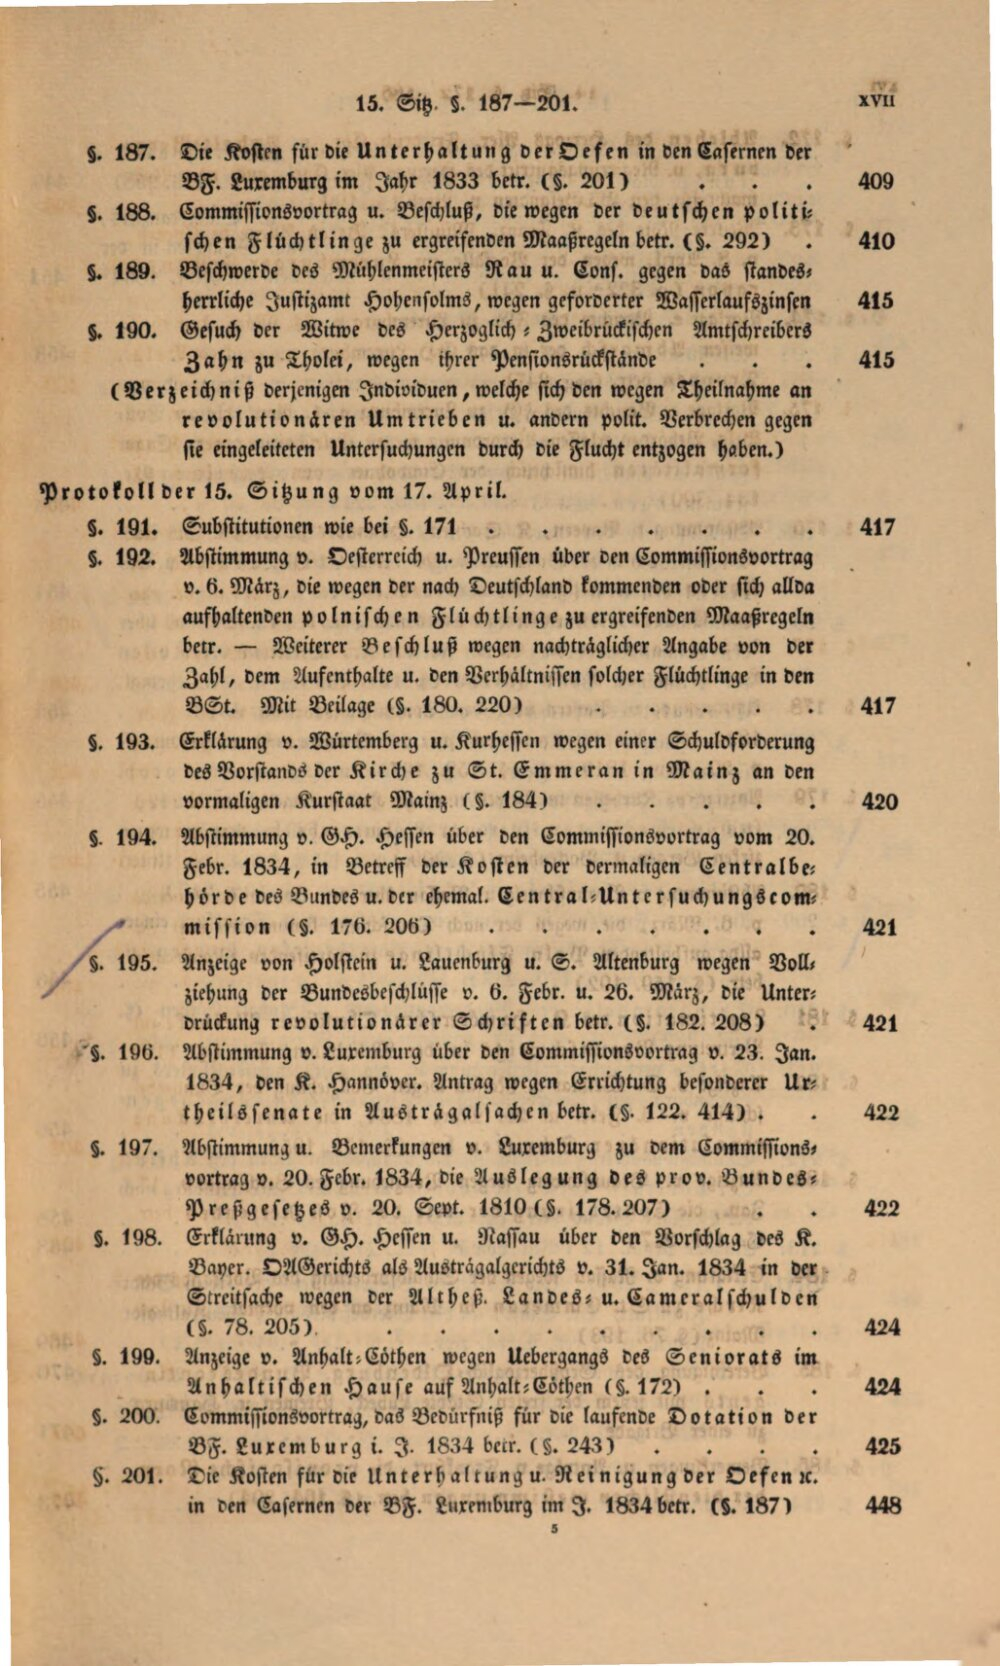 15. Sitz. §. 187—201. XVII
§. 187. Die Kosten für die Unterhaltung der Oefen in den Casernen der
BF. Luxemburg im Jahr 1833 betr. (§. 201) . . . 409
§. 188. Commissionsvortrag u. Beschluß, die wegen der deutschen politi-
schen Flüchtlinge zu ergreifenden Maaßregeln betr. (§. 292) . 410
§. 189. Beschwerde des Mühlenmeisters Rau u. Cons. gegen das standes-
herrliche Justizamt Hohensolms, wegen geforderter Wasserlaufszinsen 415
§. 190. Gesuch der Witwe des Herzoglich-Zweibrückischen Amtschreibers
Zahn zu Tholei, wegen ihrer Pensionsrückstände . . . 415
(Verzeichniß derjenigen Individuen, welche sich den wegen Theilnahme an
revolutionären Umtrieben u. andern polit. Verbrechen gegen
sie eingeleiteten Untersuchungen durch die Flucht entzogen haben.)
Protokoll der 15. Sitzung vom 17. April.
§. 191. Substitutionen wie bei §. 171 . . . . . . . 417
§. 192. Abstimmung v. Oesterreich u. Preussen über den Commissionsvortrag
v. 6. März, die wegen der nach Deutschland kommenden oder sich allda
aufhaltenden polnischen Flüchtlinge zu ergreifenden Maaßregeln
betr. — Weiterer Beschluß wegen nachträglicher Angabe von der
Zahl, dem Aufenthalte u. den Verhältnissen solcher Flüchtlinge in den
BSt. Mit Beilage (§. 180. 220) . . . . . 417
§. 193. Erklärung v. Würtemberg u. Kurhessen wegen einer Schuldforderung
des Vorstands der Kirche zu St. Emmeran in Mainz an den
vormaligen Kurstaat Mainz (§. 184) . . . . . 420
§. 194. Abstimmung v. GH. Hessen über den Commissionsvortrag vom 20.
Febr. 1834, in Betreff der Kosten der dermaligen Centralbe-
hörde des Bundes u. der ehemal. Central-Untersuchungscom-
mission (§. 176. 206) . . . . . . . 421
§. 195. Anzeige von Holstein u. Lauenburg u. S. Altenburg wegen Voll-
ziehung der Bundesbeschlüsse v. 6. Febr. u. 26. März, die Unter-
drückung revolutionärer Schriften betr. (§. 182. 208) . 421
§. 196. Abstimmung v. Luxemburg über den Commissionsvortrag v. 23. Jan.
1834, den K. Hannöver. Antrag wegen Errichtung besonderer Ur-
theilssenate in Austrägalsachen betr. (§. 122. 414) . . 422
§. 197. Abstimmung u. Bemerkungen v. Luxemburg zu dem Commissions-
vortrag v. 20. Febr. 1834, die Auslegung des prov. Bundes-
Preßgesetzes v. 20. Sept. 1810 (§. 178. 207) . . 422
§. 198. Erklärung v. GH. Hessen u. Nassau über den Vorschlag des K.
Bayer. OAGerichts als Austrägalgerichts v. 31. Jan. 1834 in der
Streitsache wegen der Altheß. Landes- u. Cameralschulden
(§. 78. 205) . . . . . . . . . 424
§. 199. Anzeige v. Anhalt-Cöthen wegen Uebergangs des Seniorats im
Anhaltischen Hause auf Anhalt-Cöthen (§. 172) . . . 424
§. 200. Commissionsvortrag, das Bedürfniß für die laufende Dotation der
BF. Luxemburg i. J. 1834 betr. (§. 243) . . . . 425
§. 201. Die Kosten für die Unterhaltung u. Reinigung der Oefen ꝛc.
in den Casernen der BF. Luxemburg im J. 1834 betr. (§. 187) 448
5